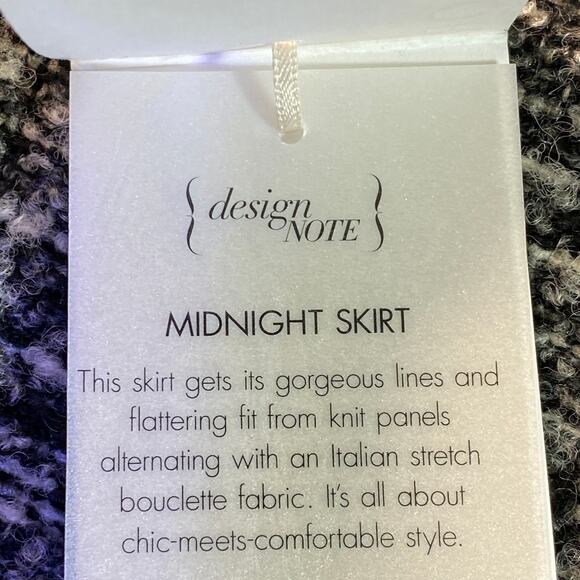 { design
NOTE }
MIDNIGHT SKIRT
This skirt gets its gorgeous lines and
flattering fit from knit panels
alternating with an Italian stretch
bouclette fabric. It's all about
chic-meets-comfortable style.